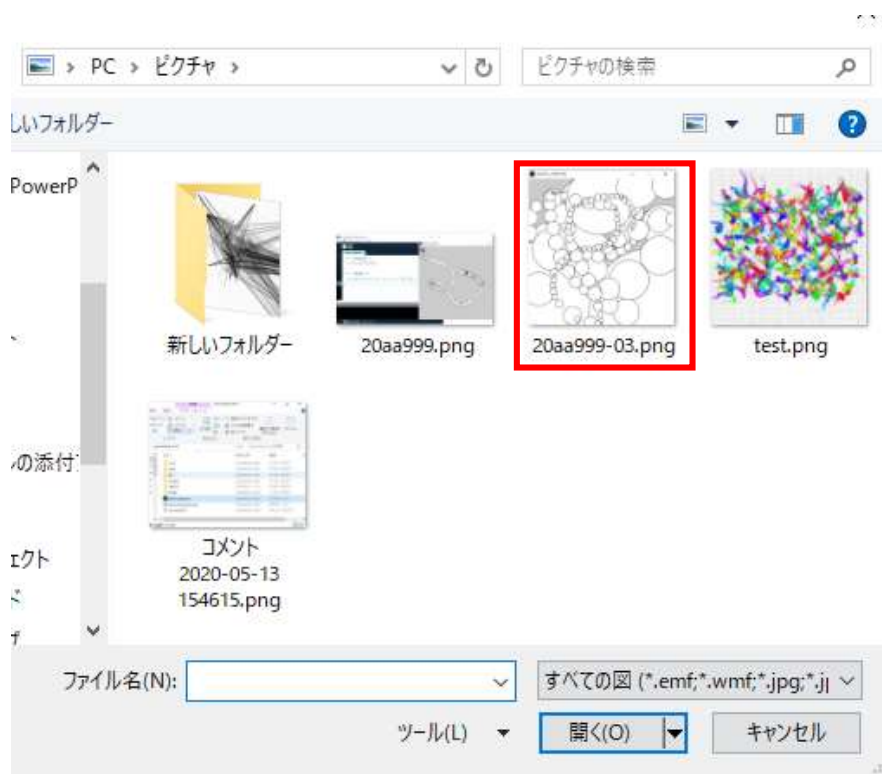 PC › ピクチャ ›
ピクチャの検索
しいフォルダー
PowerP
新しいフォルダー
20aa999.png
20aa999-03.png
test.png
の添付
ェクト
コメント
2020-05-13
154615.png
ファイル名(N):
すべての図 (*.emf;*.wmf;*.jpg;*.j
ツール(L)
開く(O)
キャンセル